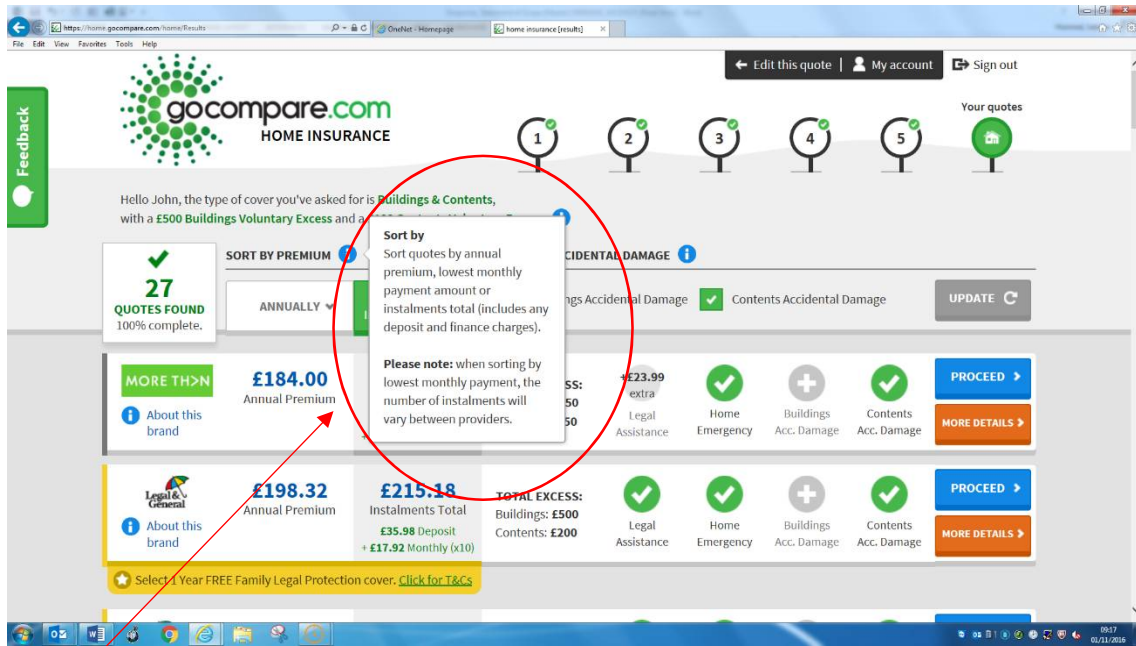 https://home.gocompare.com/home/Results
OneNet - Homepage
home insurance [results]
File Edit View Favorites Tools Help
Edit this quote | My account Sign out
Feedback
gocompare.com
HOME INSURANCE
1 2 3 4 5
Your quotes
Hello John, the type of cover you've asked for is Buildings & Contents,
with a £500 Buildings Voluntary Excess and a
27
QUOTES FOUND
100% complete.
SORT BY PREMIUM
ANNUALLY
Sort by
Sort quotes by annual
premium, lowest monthly
payment amount or
instalments total (includes any
deposit and finance charges).
Please note: when sorting by
lowest monthly payment, the
number of instalments will
vary between providers.
CIDENTAL DAMAGE
ngs Accidental Damage
Contents Accidental Damage
UPDATE
MORE TH>N
About this
brand
£184.00
Annual Premium
SS:
50
50
+£23.99
extra
Legal
Assistance
Home
Emergency
Buildings
Acc. Damage
Contents
Acc. Damage
PROCEED
MORE DETAILS
Legal &
General
About this
brand
£198.32
Annual Premium
£215.18
Instalments Total
£35.98 Deposit
+ £17.92 Monthly (x10)
TOTAL EXCESS:
Buildings: £500
Contents: £200
Legal
Assistance
Home
Emergency
Buildings
Acc. Damage
Contents
Acc. Damage
PROCEED
MORE DETAILS
Select 1 Year FREE Family Legal Protection cover. Click for T&Cs
09:17
01/11/2016